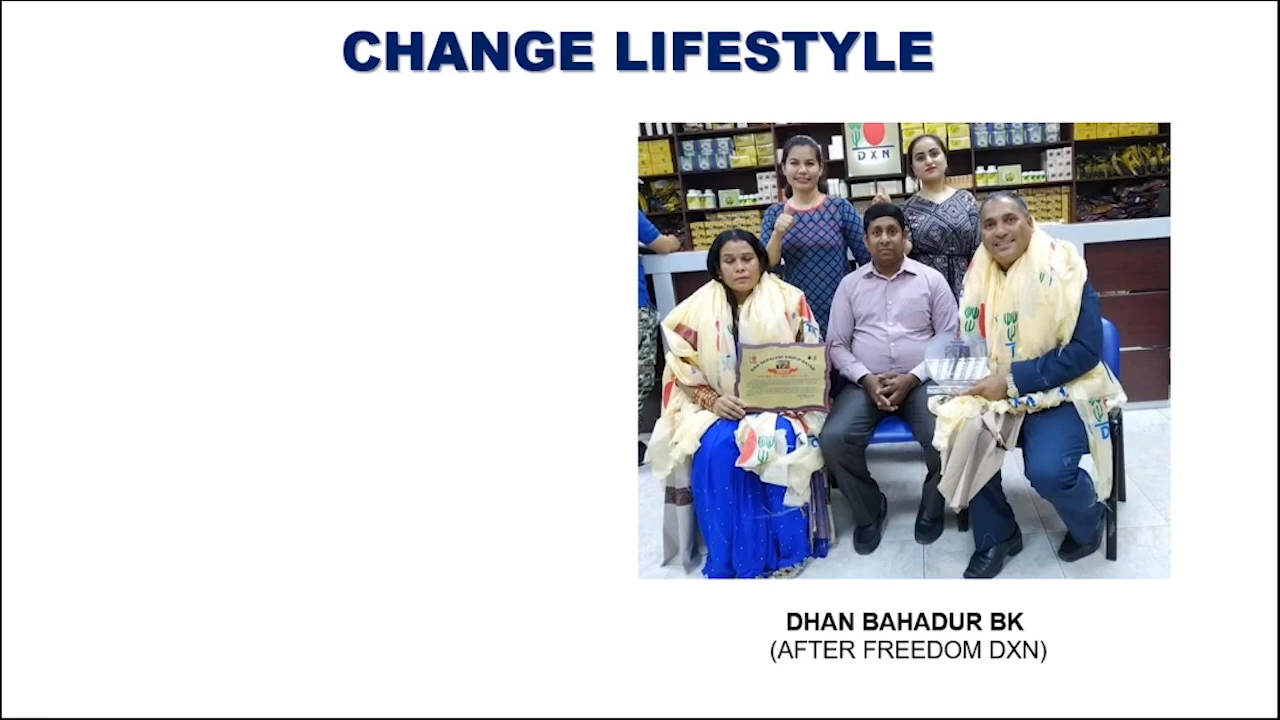 CHANGE LIFESTYLE
DXN
DHAN BAHADUR BK
(AFTER FREEDOM DXN)